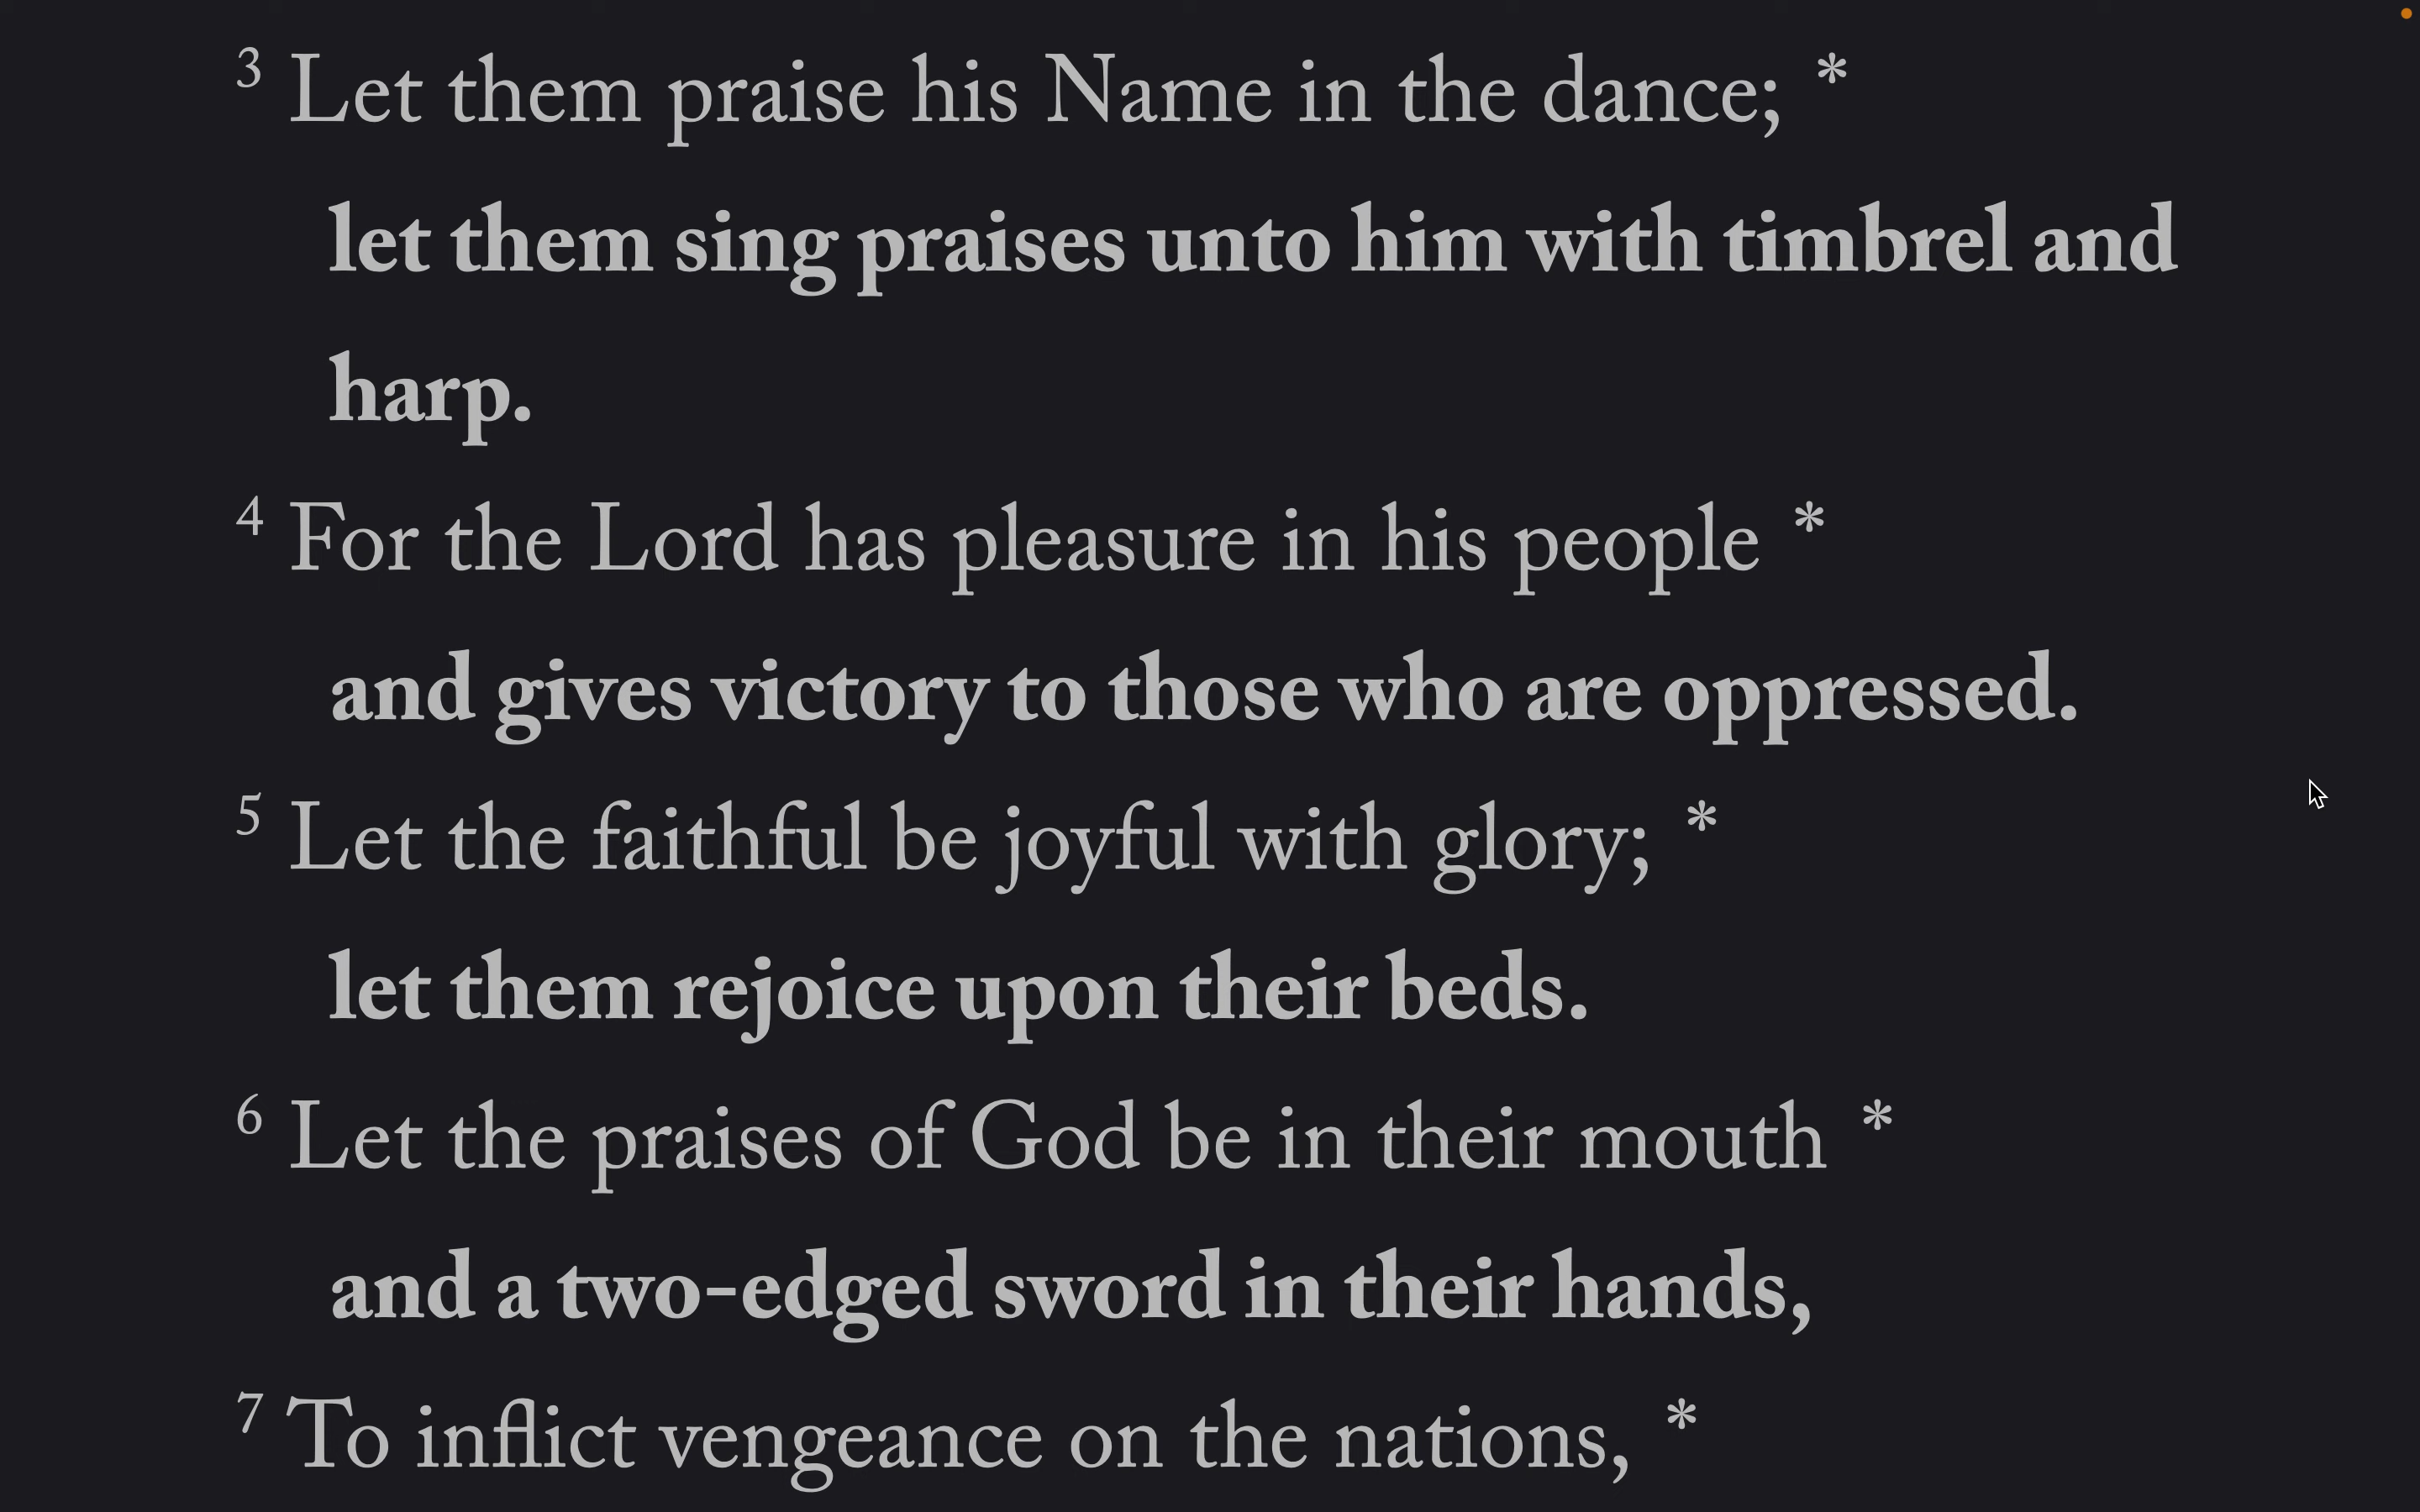 3 Let them praise his Name in the dance; *
let them sing praises unto him with timbrel and
harp.
4 For the Lord has pleasure in his people *
and gives victory to those who are oppressed.
5 Let the faithful be joyful with glory; *
let them rejoice upon their beds.
6 Let the praises of God be in their mouth *
and a two-edged sword in their hands,
7 To inflict vengeance on the nations, *